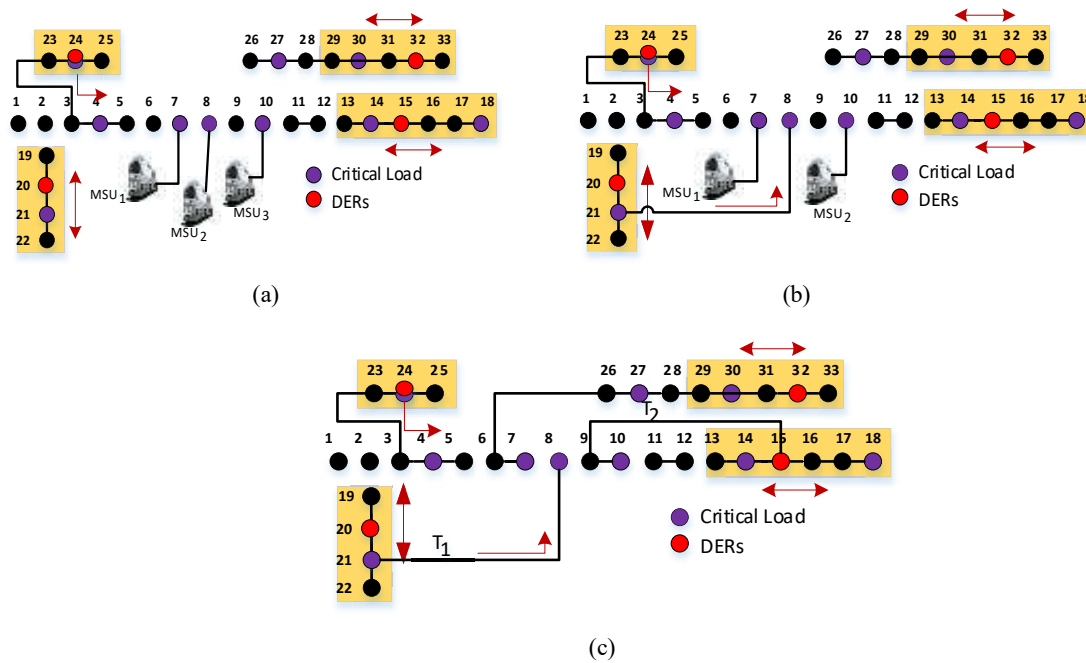 23 24 25
26 27 28 29 30 31 32 33
1 2 3 4 5 6 7 8 9 10 11 12 13 14 15 16 17 18
19
20
21
22
MSU1
MSU2
MSU3
Critical Load
DERs
(a)
23 24 25
26 27 28 29 30 31 32 33
1 2 3 4 5 6 7 8 9 10 11 12 13 14 15 16 17 18
19
20
21
22
MSU1
MSU2
Critical Load
DERs
(b)
23 24 25
26 27 28 29 30 31 32 33
T2
1 2 3 4 5 6 7 8 9 10 11 12 13 14 15 16 17 18
19
20
21
22
T1
Critical Load
DERs
(c)